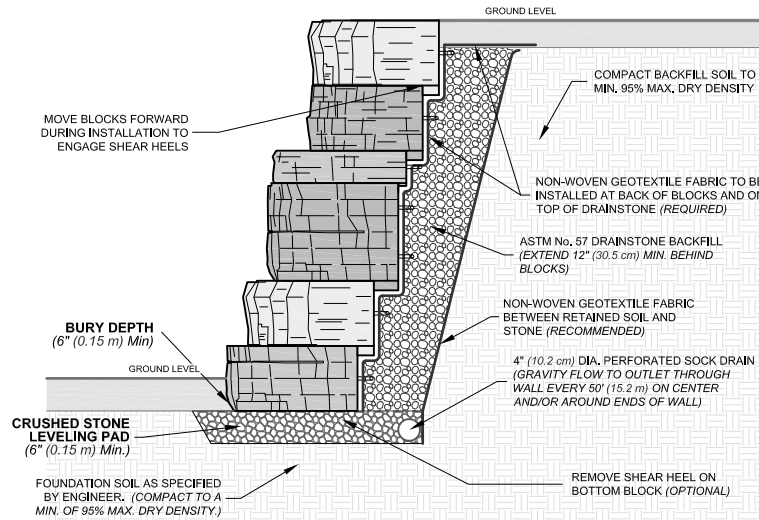 GROUND LEVEL
COMPACT BACKFILL SOIL TO
MIN. 95% MAX. DRY DENSITY
MOVE BLOCKS FORWARD
DURING INSTALLATION TO
ENGAGE SHEAR HEELS
NON-WOVEN GEOTEXTILE FABRIC TO BE
INSTALLED AT BACK OF BLOCKS AND ON
TOP OF DRAINSTONE (REQUIRED)
ASTM No. 57 DRAINSTONE BACKFILL
(EXTEND 12" (30.5 cm) MIN. BEHIND
BLOCKS)
NON-WOVEN GEOTEXTILE FABRIC
BETWEEN RETAINED SOIL AND
STONE (RECOMMENDED)
BURY DEPTH
(6" (0.15 m) Min)
GROUND LEVEL
4" (10.2 cm) DIA. PERFORATED SOCK DRAIN
(GRAVITY FLOW TO OUTLET THROUGH
WALL EVERY 50' (15.2 m) ON CENTER
AND/OR AROUND ENDS OF WALL)
CRUSHED STONE
LEVELING PAD
(6" (0.15 m) Min.)
FOUNDATION SOIL AS SPECIFIED
BY ENGINEER. (COMPACT TO A
MIN. OF 95% MAX. DRY DENSITY.)
REMOVE SHEAR HEEL ON
BOTTOM BLOCK (OPTIONAL)